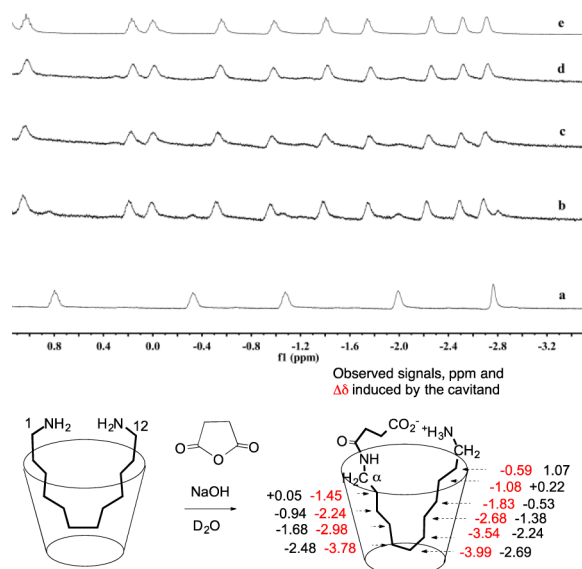 e
d
c
b
a
0.8 0.0 -0.4 -0.8 -1.2 -1.6 -2.0 -2.4 -2.8 -3.2
f1 (ppm)
Observed signals, ppm and
Δδ induced by the cavitand
1 NH2 H2N 12
O O O
NaOH
D2O
CO2- +H3N
O
NH CH2
H2C α
-0.59 1.07
+0.05 -1.45 -1.08 +0.22
-0.94 -2.24 -1.83 -0.53
-1.68 -2.98 -2.68 -1.38
-2.48 -3.78 -3.54 -2.24
-3.99 -2.69